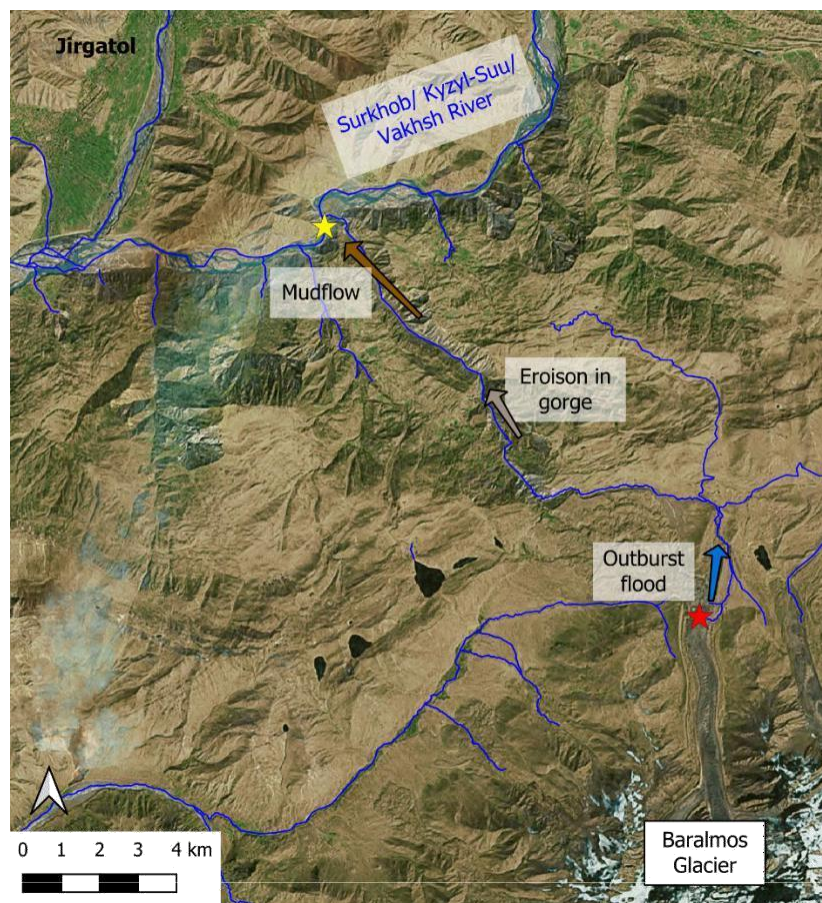 Jirgatol
Surkhob/ Kyzyl-Suu/
Vakhsh River
Mudflow
Eroison in
gorge
Outburst
flood
Baralmos
Glacier
0 1 2 3 4 km